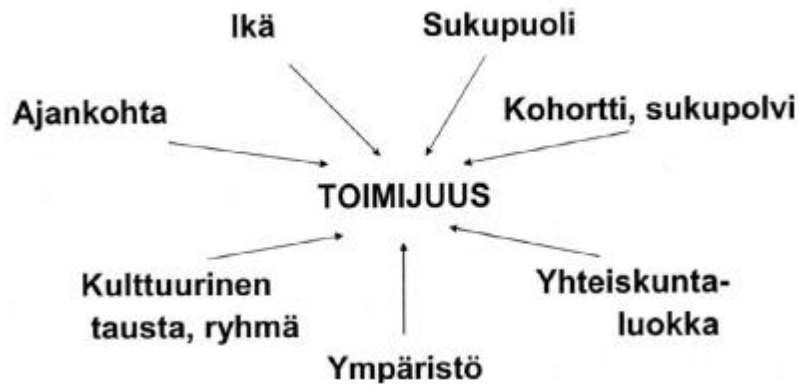 Ikä
Sukupuoli
Ajankohta
Kohortti, sukupolvi
TOIMIJUUS
Kulttuurinen
tausta, ryhmä
Yhteiskunta-
luokka
Ympäristö